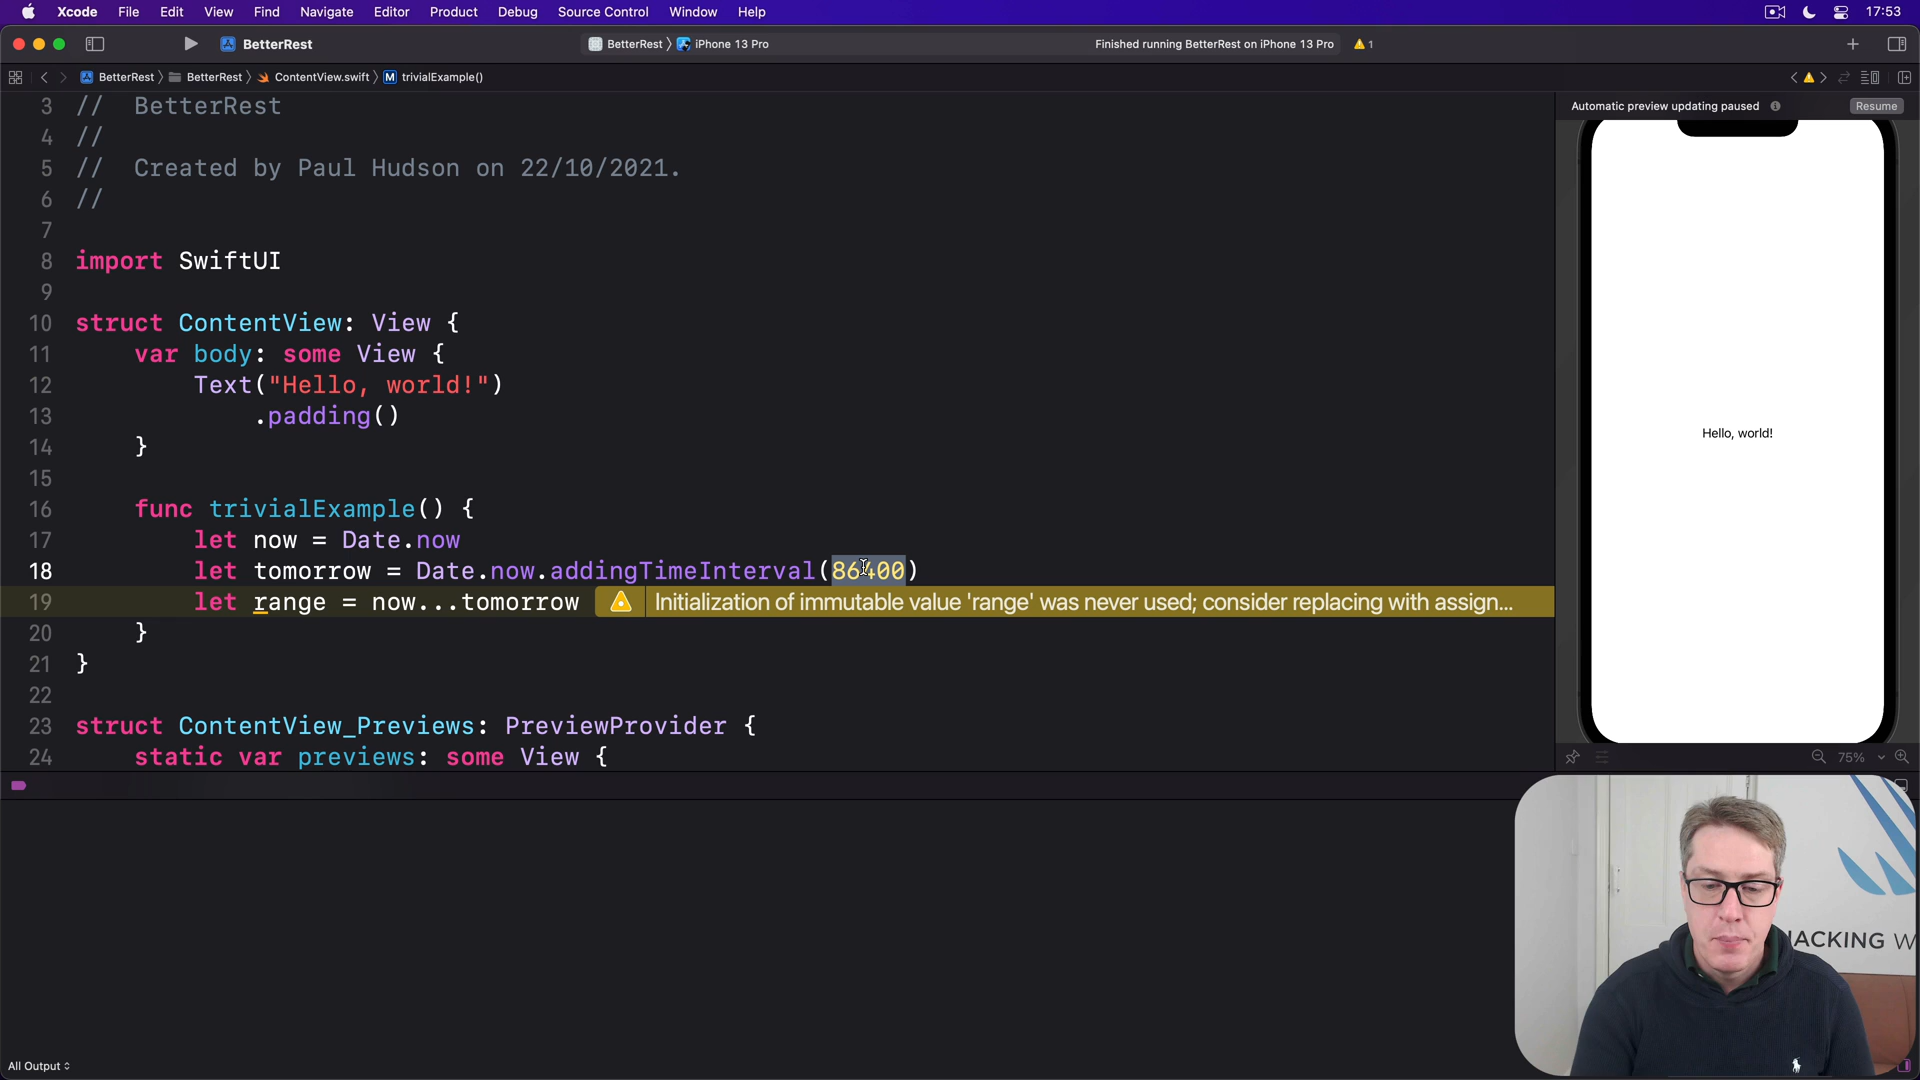 Xcode File Edit View Find Navigate Editor Product Debug Source Control Window Help 17:53
BetterRest BetterRest iPhone 13 Pro Finished running BetterRest on iPhone 13 Pro 1
BetterRest BetterRest ContentView.swift M trivialExample()
Automatic preview updating paused Resume
3 // BetterRest
4 //
5 // Created by Paul Hudson on 22/10/2021.
6 //
7
8 import SwiftUI
9
10 struct ContentView: View {
11 var body: some View {
12 Text("Hello, world!")
13 .padding()
14 }
15
16 func trivialExample() {
17 let now = Date.now
18 let tomorrow = Date.now.addingTimeInterval(86400)
19 let range = now...tomorrow Initialization of immutable value 'range' was never used; consider replacing with assign...
20 }
21 }
22
23 struct ContentView_Previews: PreviewProvider {
24 static var previews: some View {
Hello, world!
75%
HACKING W
All Output